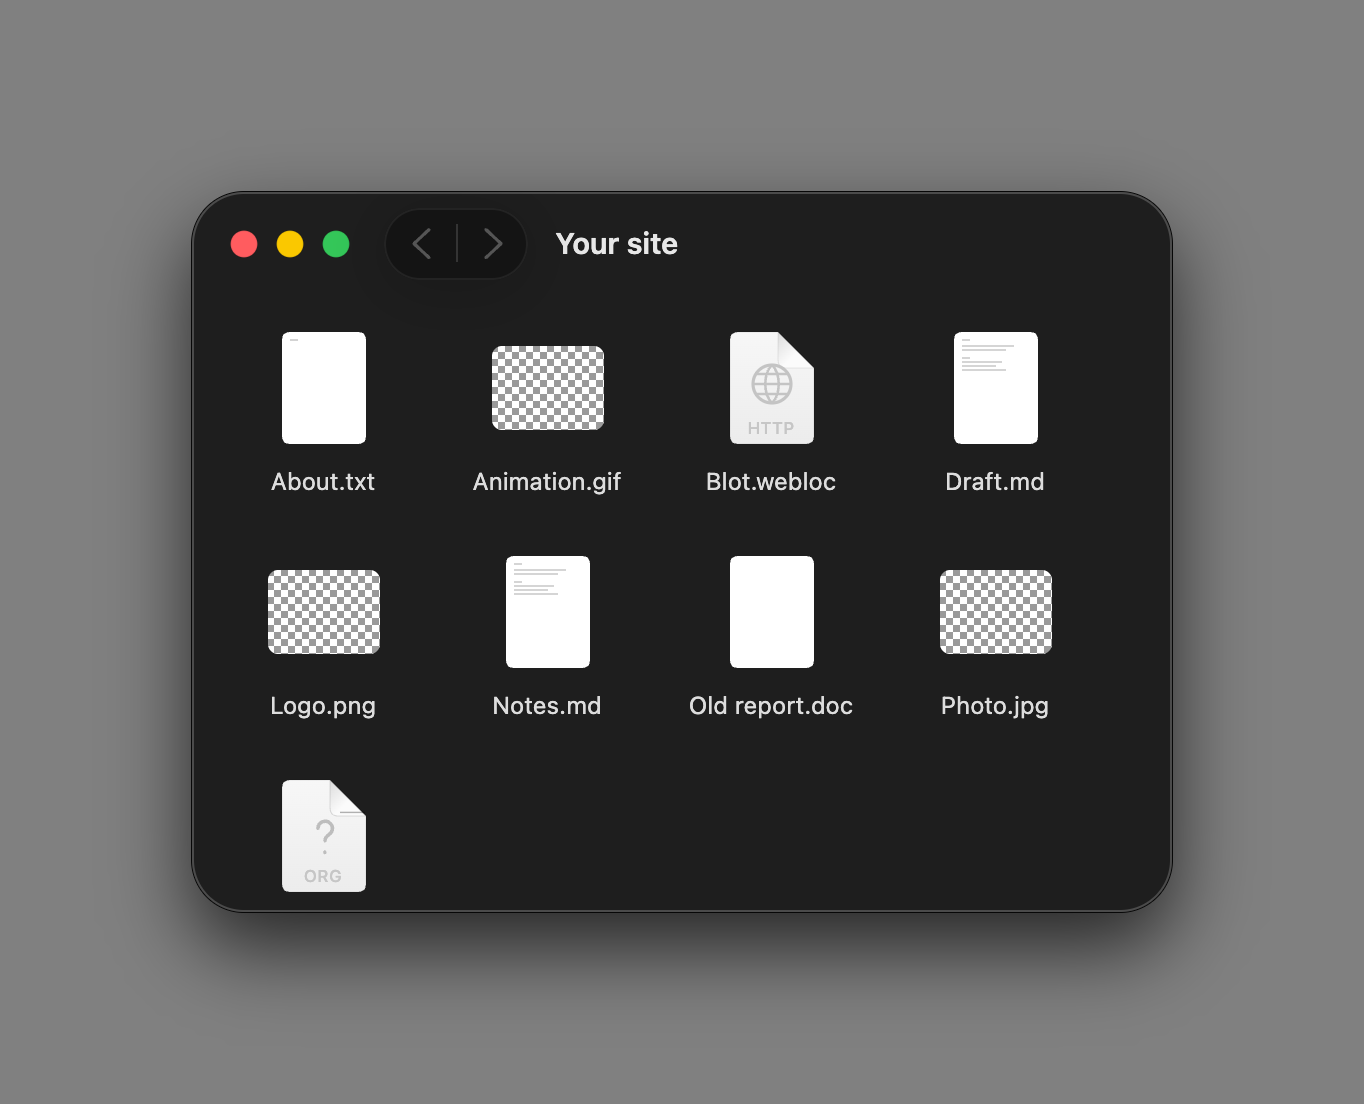 Your site
HTTP
About.txt
Animation.gif
Blot.webloc
Draft.md
Logo.png
Notes.md
Old report.doc
Photo.jpg
?
ORG